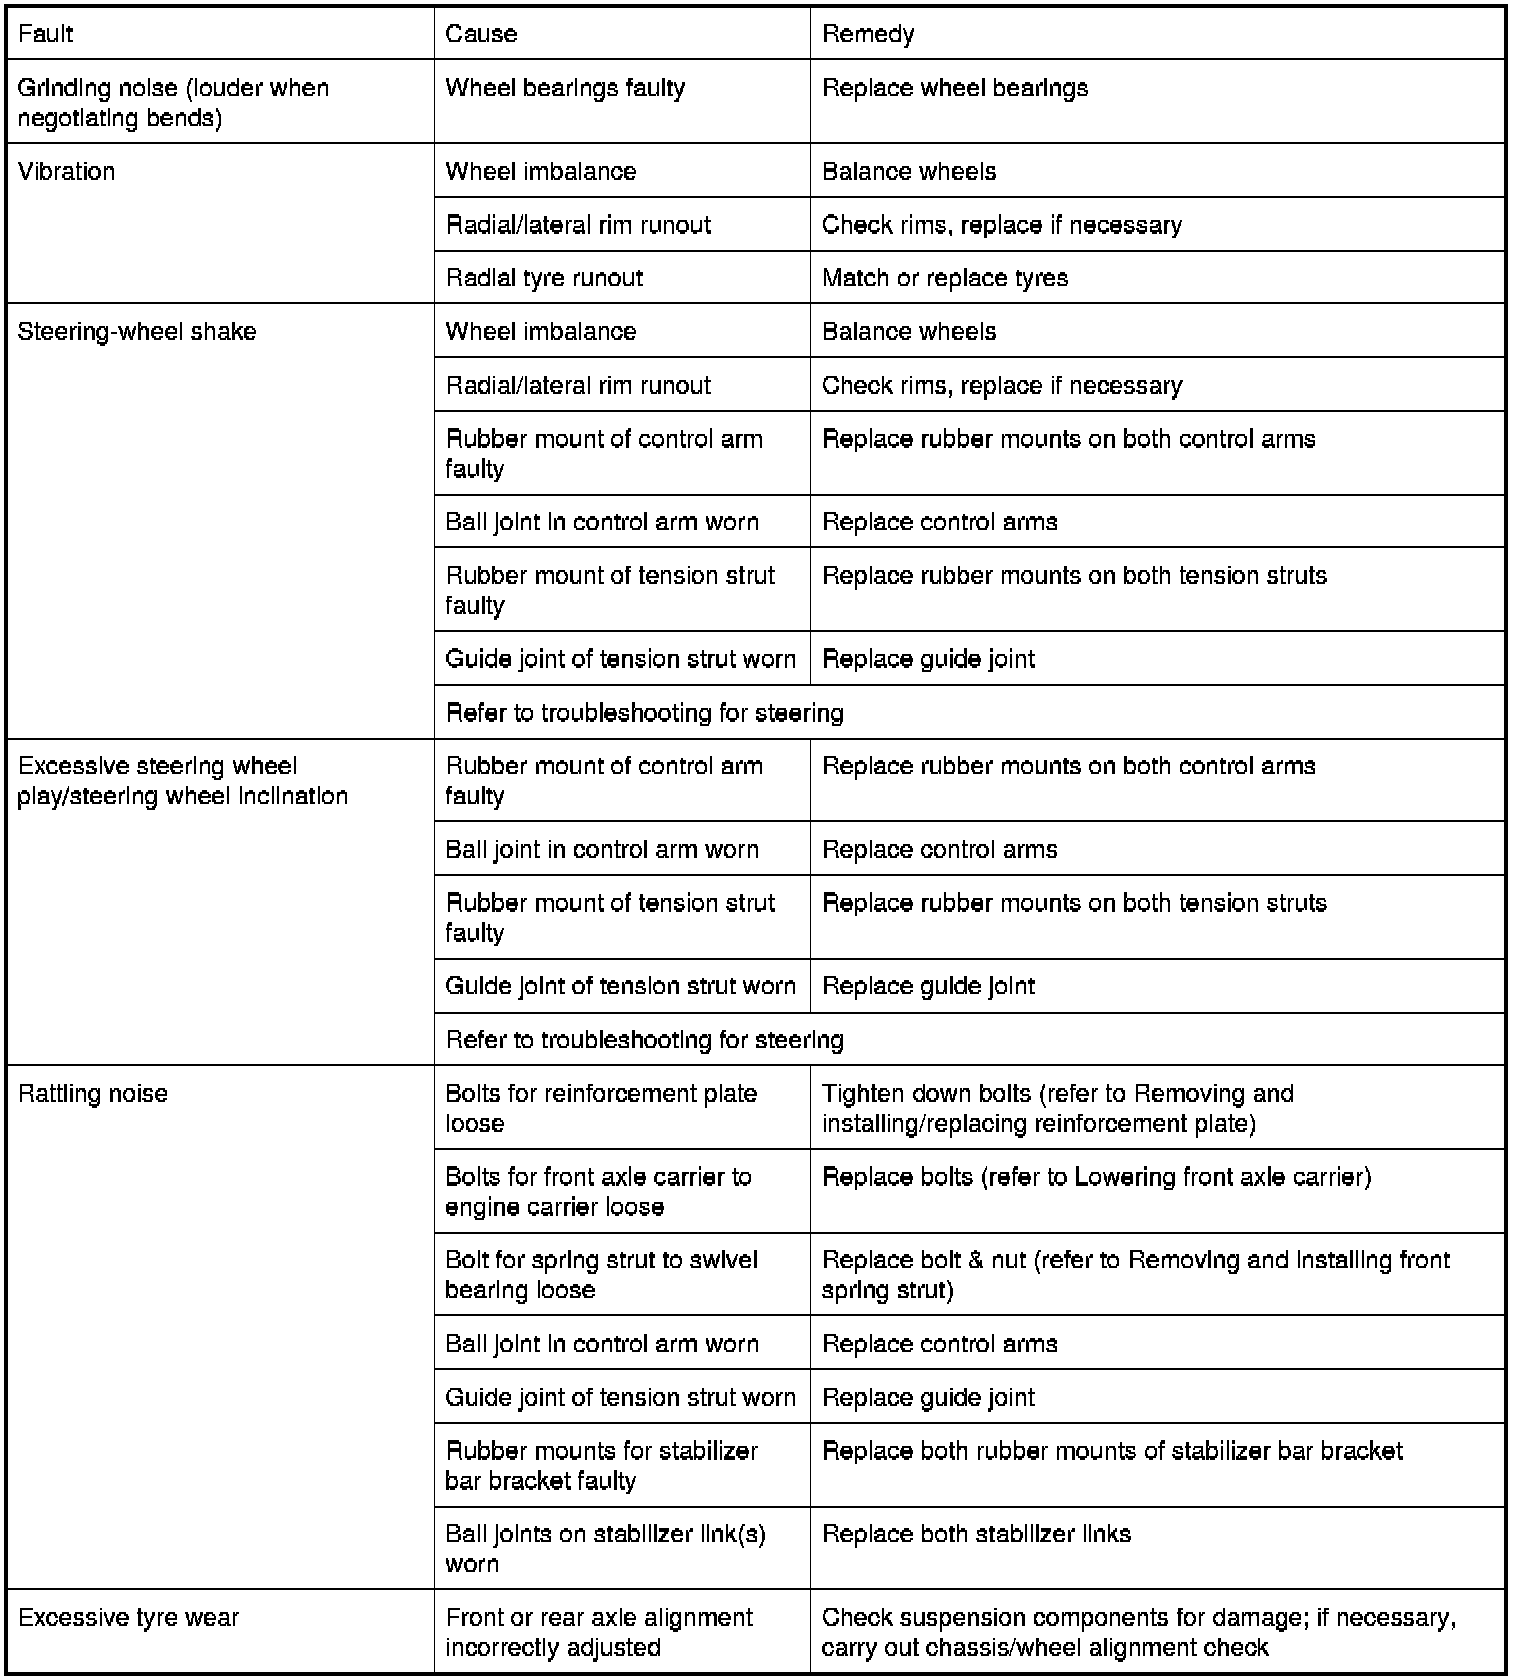 Fault Cause Remedy
Grinding noise (louder when negotiating bends) Wheel bearings faulty Replace wheel bearings
Vibration Wheel imbalance Balance wheels
Radial/lateral rim runout Check rims, replace if necessary
Radial tyre runout Match or replace tyres
Steering-wheel shake Wheel imbalance Balance wheels
Radial/lateral rim runout Check rims, replace if necessary
Rubber mount of control arm faulty Replace rubber mounts on both control arms
Ball joint in control arm worn Replace control arms
Rubber mount of tension strut faulty Replace rubber mounts on both tension struts
Guide joint of tension strut worn Replace guide joint
Refer to troubleshooting for steering
Excessive steering wheel play/steering wheel inclination Rubber mount of control arm faulty Replace rubber mounts on both control arms
Ball joint in control arm worn Replace control arms
Rubber mount of tension strut faulty Replace rubber mounts on both tension struts
Guide joint of tension strut worn Replace guide joint
Refer to troubleshooting for steering
Rattling noise Bolts for reinforcement plate loose Tighten down bolts (refer to Removing and installing/replacing reinforcement plate)
Bolts for front axle carrier to engine carrier loose Replace bolts (refer to Lowering front axle carrier)
Bolt for spring strut to swivel bearing loose Replace bolt & nut (refer to Removing and installing front spring strut)
Ball joint in control arm worn Replace control arms
Guide joint of tension strut worn Replace guide joint
Rubber mounts for stabilizer bar bracket faulty Replace both rubber mounts of stabilizer bar bracket
Ball joints on stabilizer link(s) worn Replace both stabilizer links
Excessive tyre wear Front or rear axle alignment incorrectly adjusted Check suspension components for damage; if necessary, carry out chassis/wheel alignment check